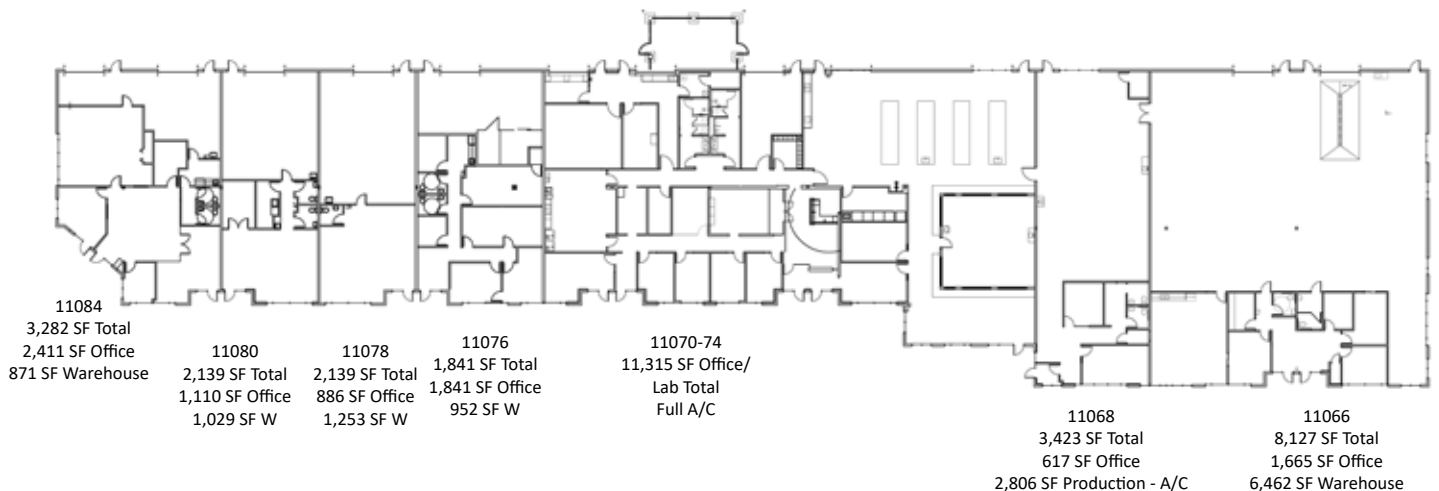 11084
3,282 SF Total
2,411 SF Office
871 SF Warehouse
11080
2,139 SF Total
1,110 SF Office
1,029 SF W
11078
2,139 SF Total
886 SF Office
1,253 SF W
11076
1,841 SF Total
1,841 SF Office
952 SF W
11070-74
11,315 SF Office/
Lab Total
Full A/C
11068
3,423 SF Total
617 SF Office
2,806 SF Production - A/C
11066
8,127 SF Total
1,665 SF Office
6,462 SF Warehouse